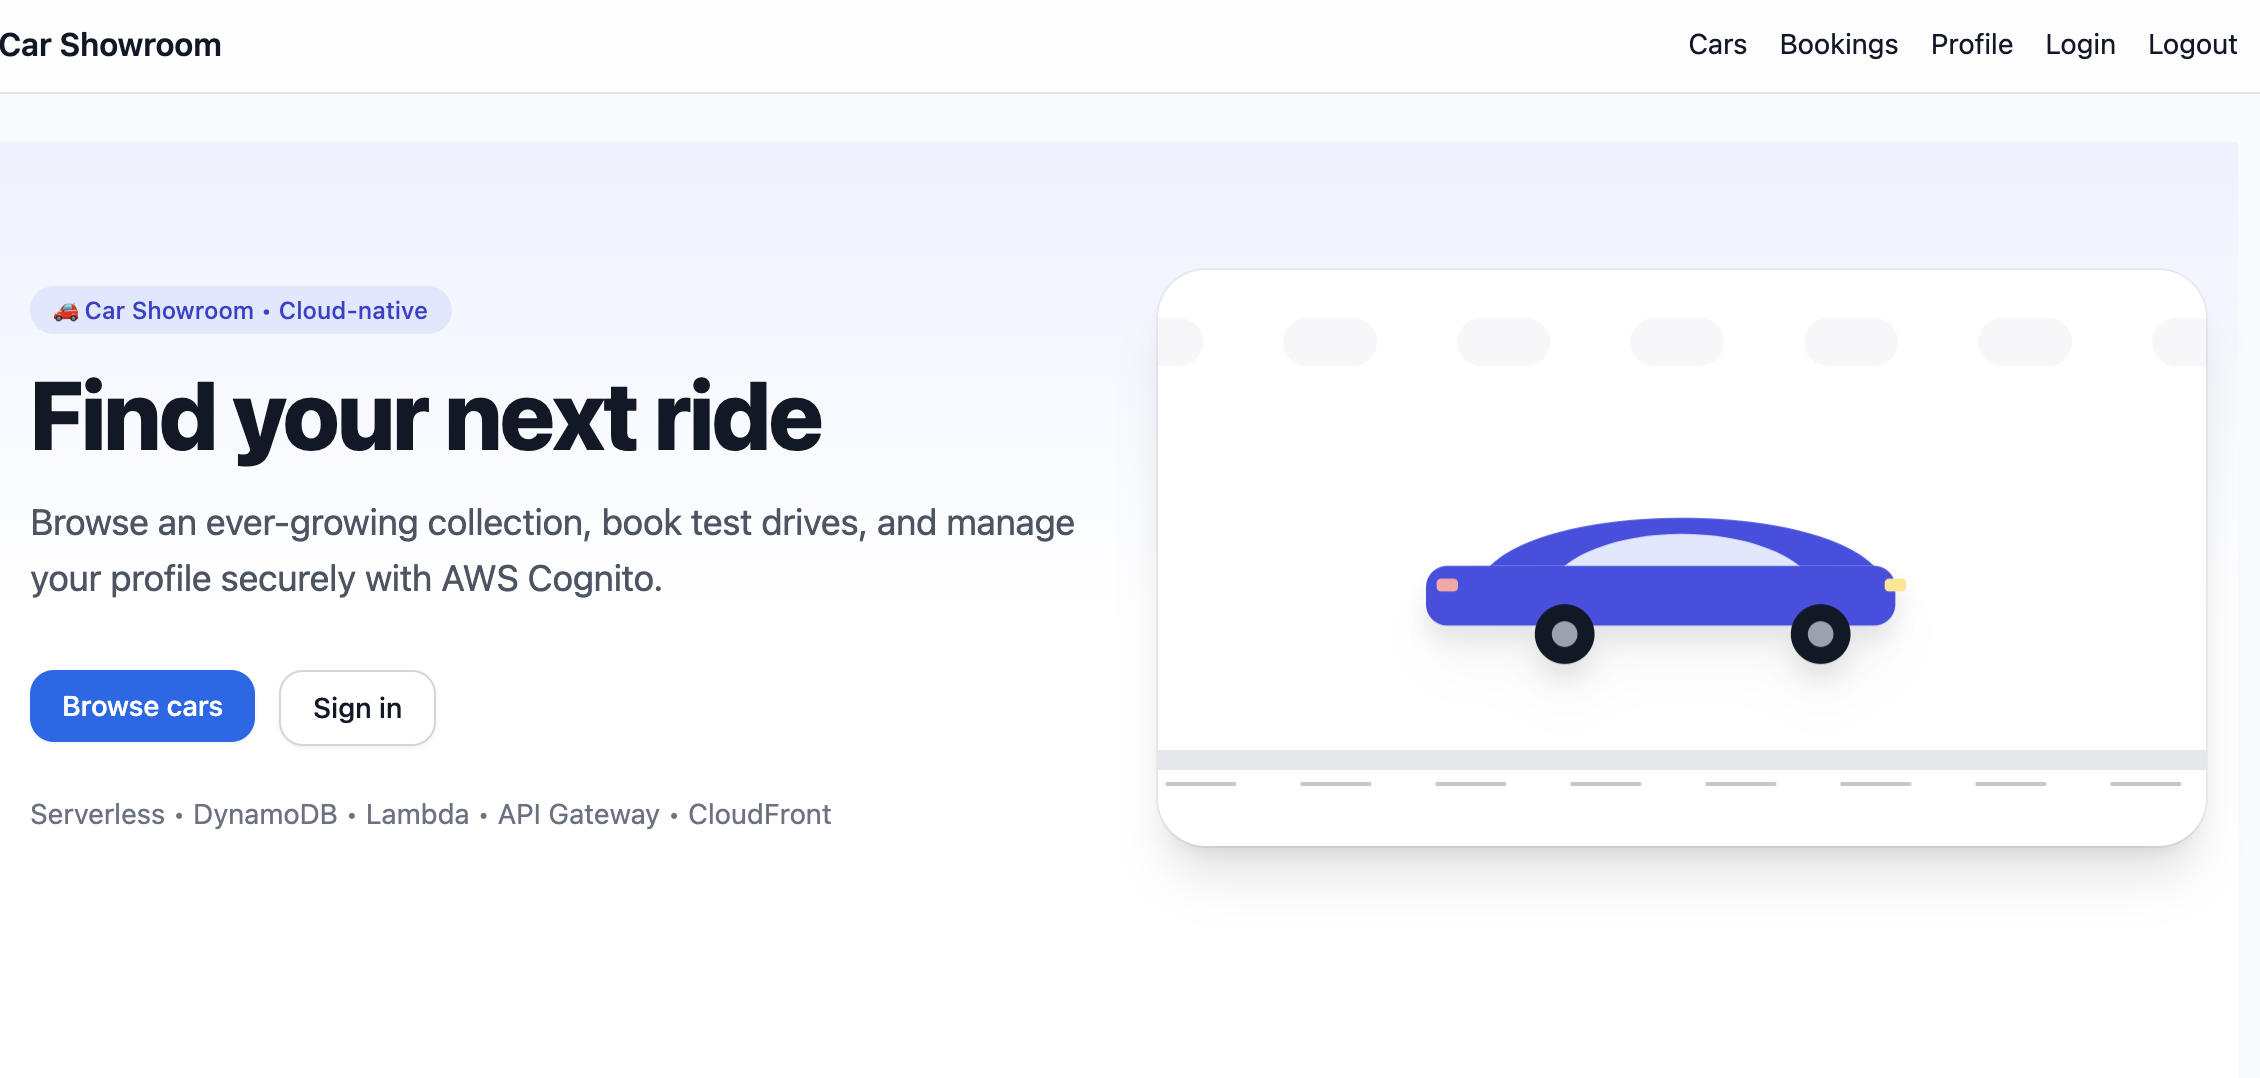 Car Showroom
Cars Bookings Profile Login Logout
🚗 Car Showroom • Cloud-native
Find your next ride
Browse an ever-growing collection, book test drives, and manage
your profile securely with AWS Cognito.
Browse cars
Sign in
Serverless • DynamoDB • Lambda • API Gateway • CloudFront